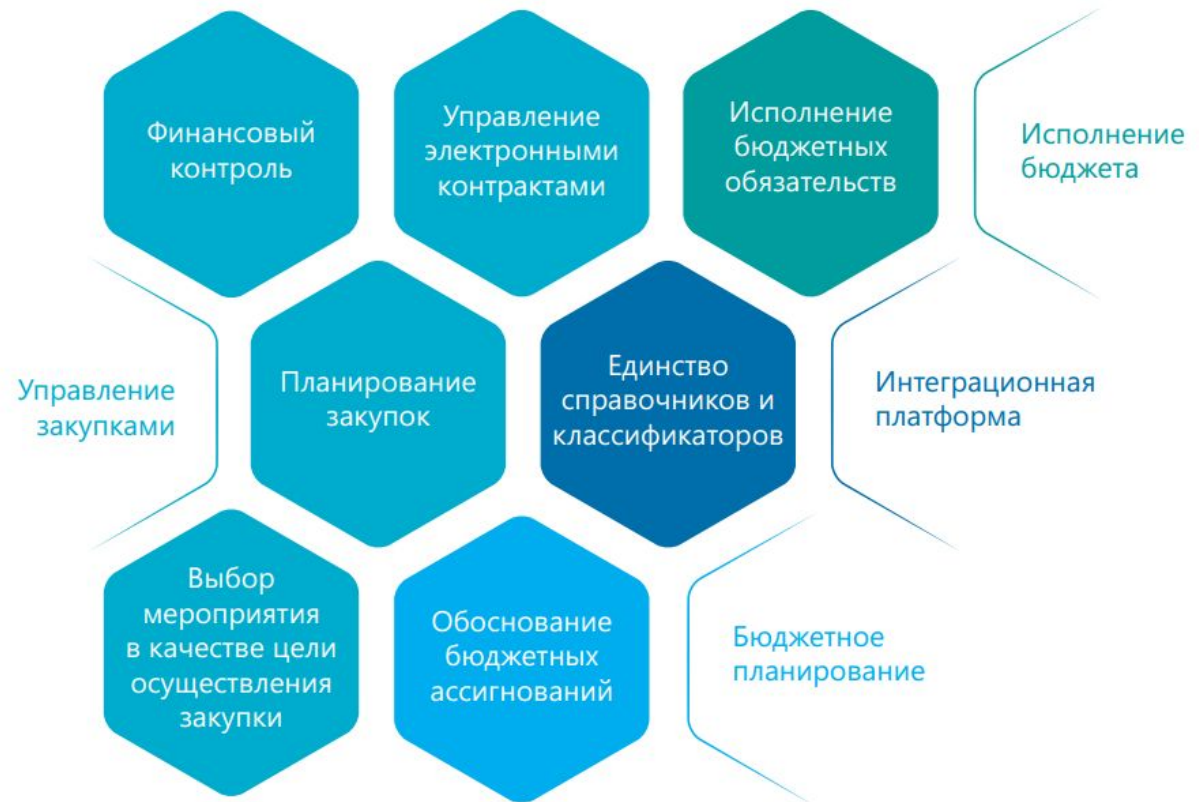 Финансовый
контроль
Управление
электронными
контрактами
Исполнение
бюджетных
обязательств
Исполнение
бюджета
Управление
закупками
Планирование
закупок
Единство
справочников и
классификаторов
Интеграционная
платформа
Выбор
мероприятия
в качестве цели
осуществления
закупки
Обоснование
бюджетных
ассигнований
Бюджетное
планирование